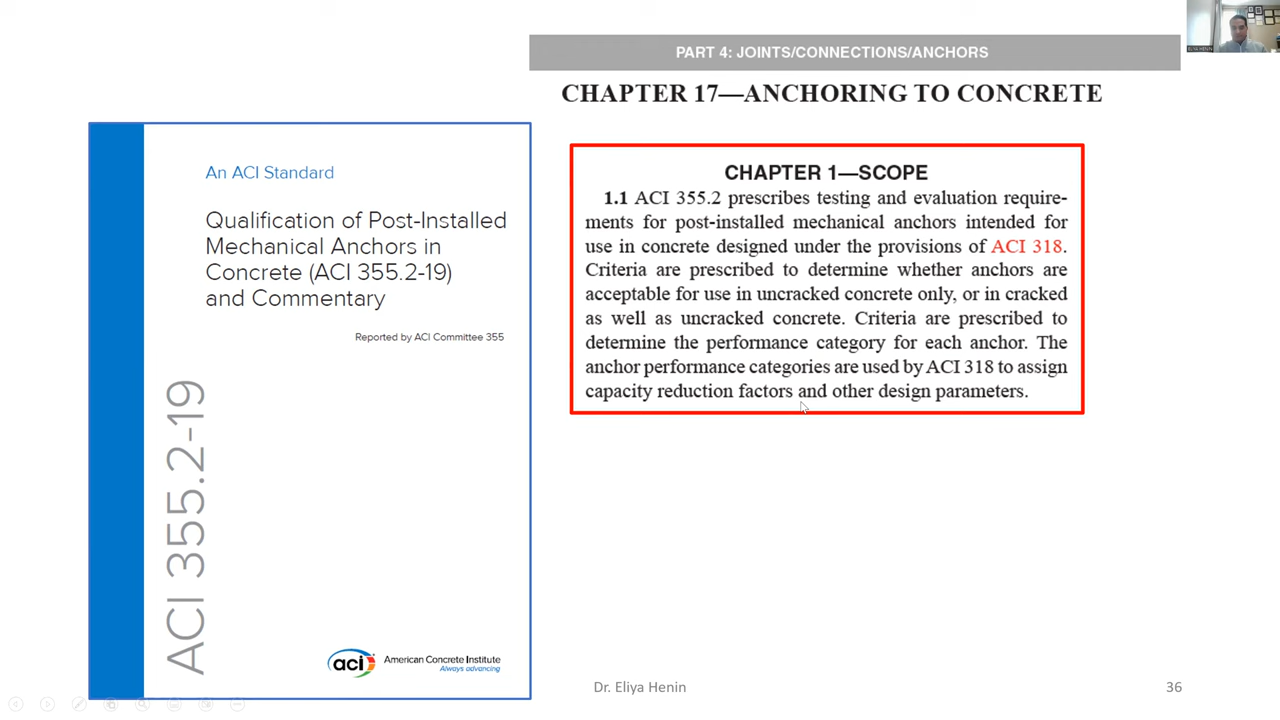 PART 4: JOINTS/CONNECTIONS/ANCHORS
CHAPTER 17—ANCHORING TO CONCRETE
An ACI Standard
Qualification of Post-Installed
Mechanical Anchors in
Concrete (ACI 355.2-19)
and Commentary
Reported by ACI Committee 355
ACI 355.2-19
aci
American Concrete Institute
Always advancing
CHAPTER 1—SCOPE
1.1 ACI 355.2 prescribes testing and evaluation require-
ments for post-installed mechanical anchors intended for
use in concrete designed under the provisions of ACI 318.
Criteria are prescribed to determine whether anchors are
acceptable for use in uncracked concrete only, or in cracked
as well as uncracked concrete. Criteria are prescribed to
determine the performance category for each anchor. The
anchor performance categories are used by ACI 318 to assign
capacity reduction factors and other design parameters.
Dr. Eliya Henin
36